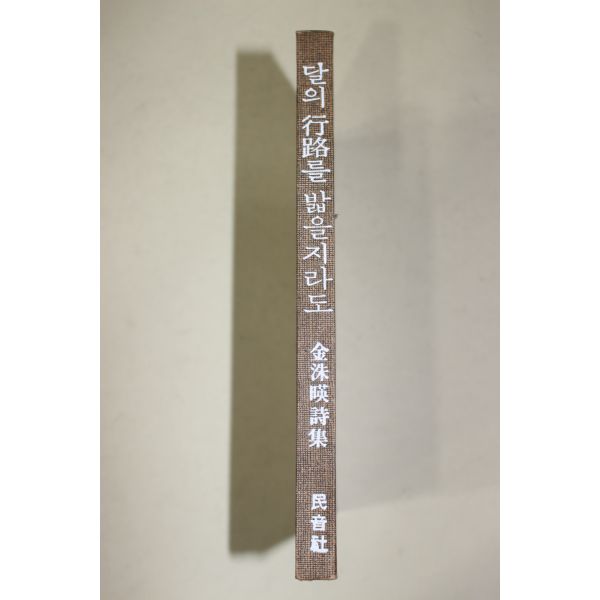 달의 行路를 밟을지라도
金洙暎詩集
民音社